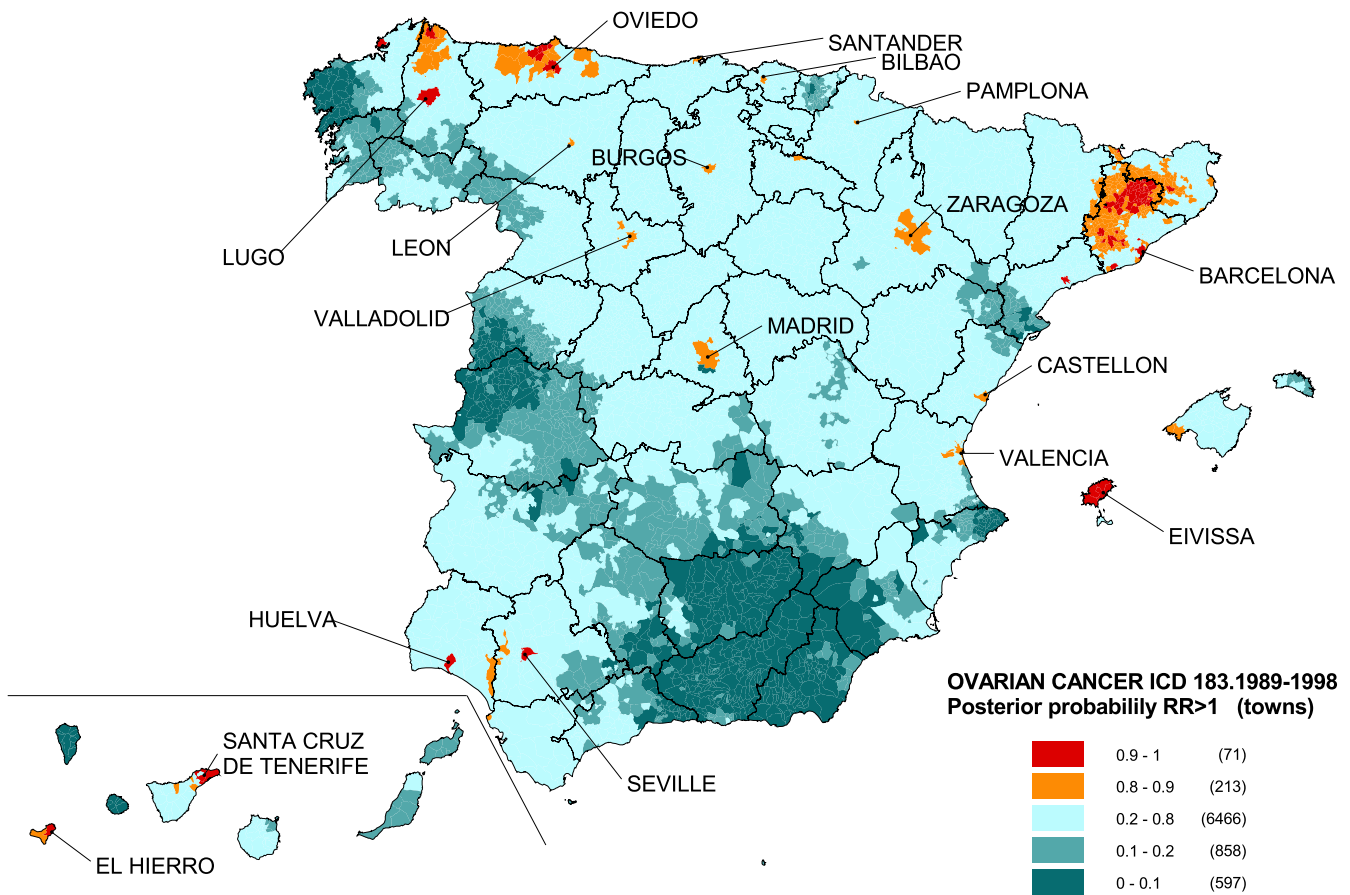 OVIEDO
SANTANDER
BILBAO
PAMPLONA
BURGOS
ZARAGOZA
LUGO
LEON
BARCELONA
VALLADOLID
MADRID
CASTELLON
VALENCIA
EIVISSA
HUELVA
OVARIAN CANCER ICD 183.1989-1998
Posterior probabilily RR>1 (towns)
SANTA CRUZ
DE TENERIFE
SEVILLE
EL HIERRO
0.9 - 1 (71)
0.8 - 0.9 (213)
0.2 - 0.8 (6466)
0.1 - 0.2 (858)
0 - 0.1 (597)